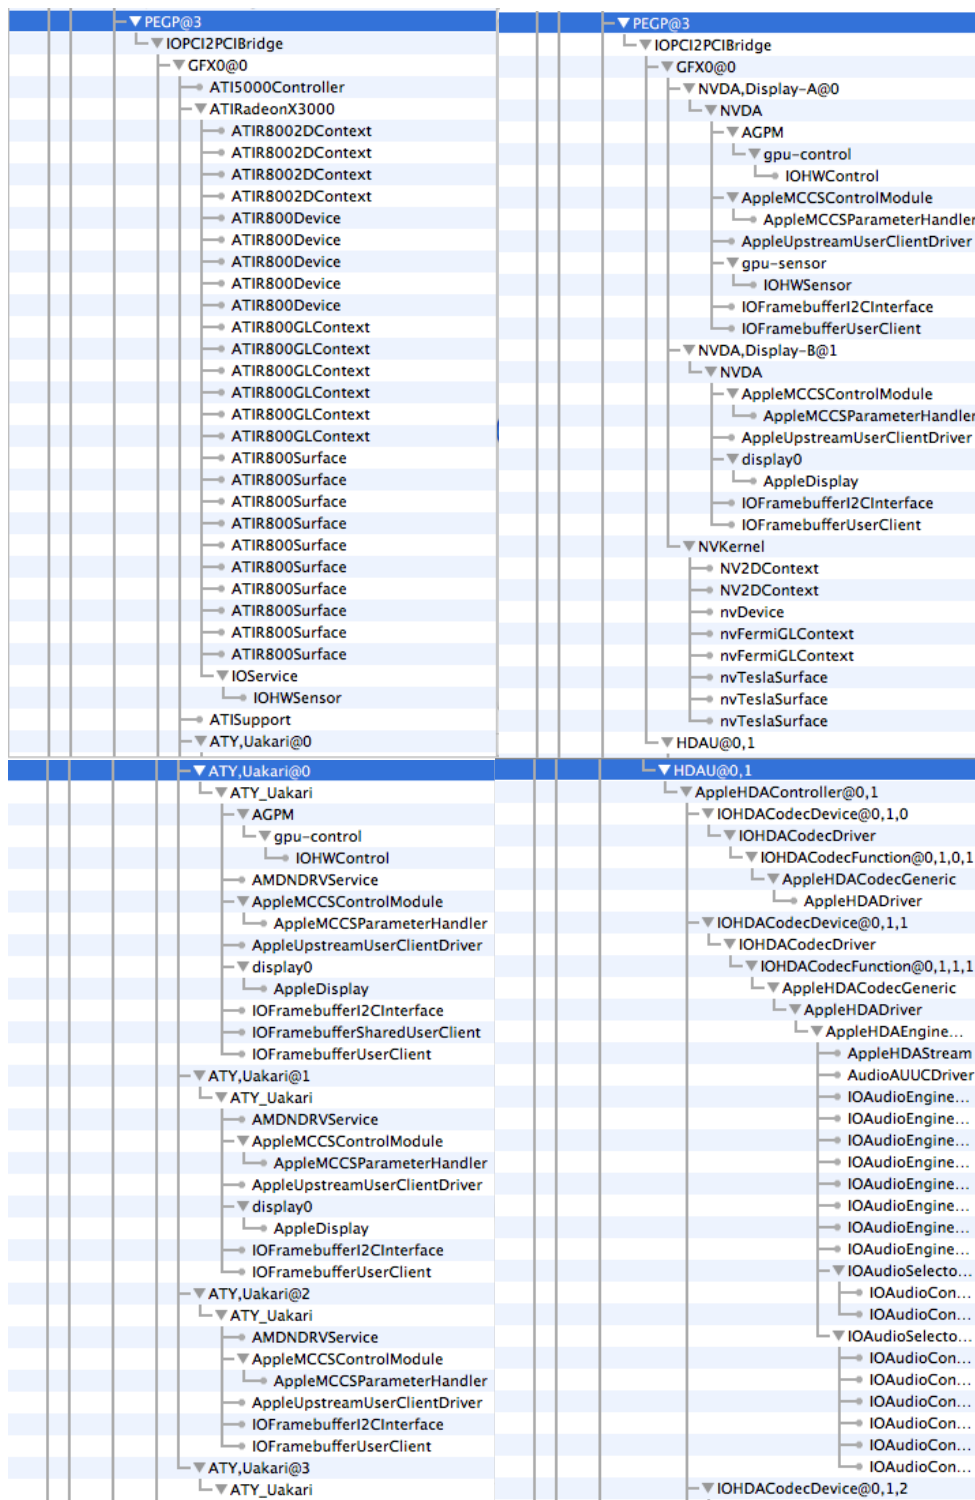 PEGP@3
IOPCI2PCIBridge
GFX0@0
ATI5000Controller
ATIRadeonX3000
ATIR8002DContext
ATIR8002DContext
ATIR8002DContext
ATIR8002DContext
ATIR800Device
ATIR800Device
ATIR800Device
ATIR800Device
ATIR800Device
ATIR800GLContext
ATIR800GLContext
ATIR800GLContext
ATIR800GLContext
ATIR800GLContext
ATIR800GLContext
ATIR800Surface
ATIR800Surface
ATIR800Surface
ATIR800Surface
ATIR800Surface
ATIR800Surface
ATIR800Surface
ATIR800Surface
ATIR800Surface
ATIR800Surface
IOService
IOHWSensor
ATISupport
ATY,Uakari@0
PEGP@3
IOPCI2PCIBridge
GFX0@0
NVDA,Display-A@0
NVDA
AGPM
gpu-control
IOHWControl
AppleMCCSControlModule
AppleMCCSParameterHandler
AppleUpstreamUserClientDriver
gpu-sensor
IOHWSensor
IOFramebufferI2CInterface
IOFramebufferUserClient
NVDA,Display-B@1
NVDA
AppleMCCSControlModule
AppleMCCSParameterHandler
AppleUpstreamUserClientDriver
display0
AppleDisplay
IOFramebufferI2CInterface
IOFramebufferUserClient
NVKernel
NV2DContext
NV2DContext
nvDevice
nvFermiGLContext
nvFermiGLContext
nvTeslaSurface
nvTeslaSurface
nvTeslaSurface
HDAU@0,1
ATY,Uakari@0
ATY_Uakari
AGPM
gpu-control
IOHWControl
AMDNDRVService
AppleMCCSControlModule
AppleMCCSParameterHandler
AppleUpstreamUserClientDriver
display0
AppleDisplay
IOFramebufferI2CInterface
IOFramebufferSharedUserClient
IOFramebufferUserClient
ATY,Uakari@1
ATY_Uakari
AMDNDRVService
AppleMCCSControlModule
AppleMCCSParameterHandler
AppleUpstreamUserClientDriver
display0
AppleDisplay
IOFramebufferI2CInterface
IOFramebufferUserClient
ATY,Uakari@2
ATY_Uakari
AMDNDRVService
AppleMCCSControlModule
AppleMCCSParameterHandler
AppleUpstreamUserClientDriver
IOFramebufferI2CInterface
IOFramebufferUserClient
ATY,Uakari@3
ATY_Uakari
HDAU@0,1
AppleHDAController@0,1
IOHDACodecDevice@0,1,0
IOHDACodecDriver
IOHDACodecFunction@0,1,0,1
AppleHDACodecGeneric
AppleHDADriver
IOHDACodecDevice@0,1,1
IOHDACodecDriver
IOHDACodecFunction@0,1,1,1
AppleHDACodecGeneric
AppleHDADriver
AppleHDAEngine...
AppleHDAStream
AudioAUUCDriver
IOAudioEngine...
IOAudioEngine...
IOAudioEngine...
IOAudioEngine...
IOAudioEngine...
IOAudioEngine...
IOAudioEngine...
IOAudioEngine...
IOAudioSelecto...
IOAudioCon...
IOAudioCon...
IOAudioSelecto...
IOAudioCon...
IOAudioCon...
IOAudioCon...
IOAudioCon...
IOAudioCon...
IOAudioCon...
IOHDACodecDevice@0,1,2